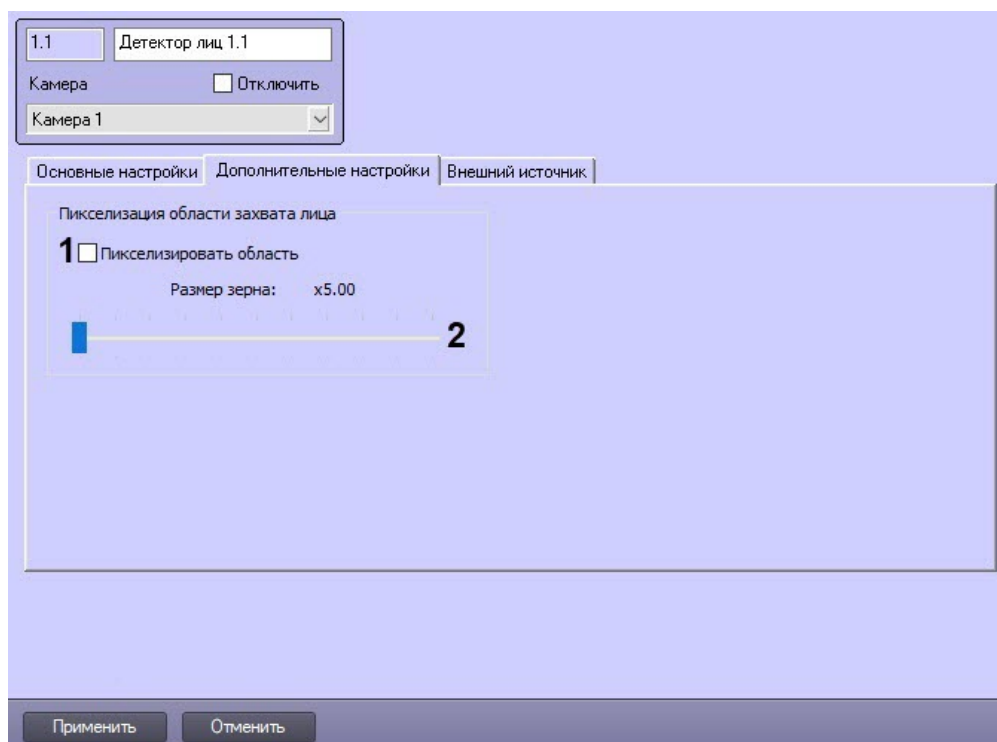 1.1 Детектор лиц 1.1
Камера Отключить
Камера 1
Основные настройки Дополнительные настройки Внешний источник
Пикселизация области захвата лица
1 Пикселизировать область
Размер зерна: x5.00
2
Применить Отменить